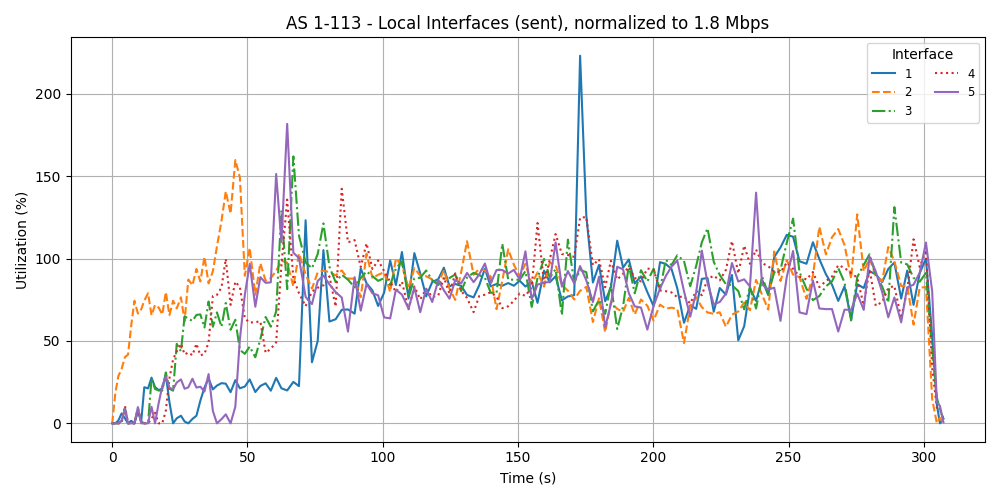 AS 1-113 - Local Interfaces (sent), normalized to 1.8 Mbps
Interface
1 4
2 5
3
200
150
100
50
0
Utilization (%)
0 50 100 150 200 250 300
Time (s)